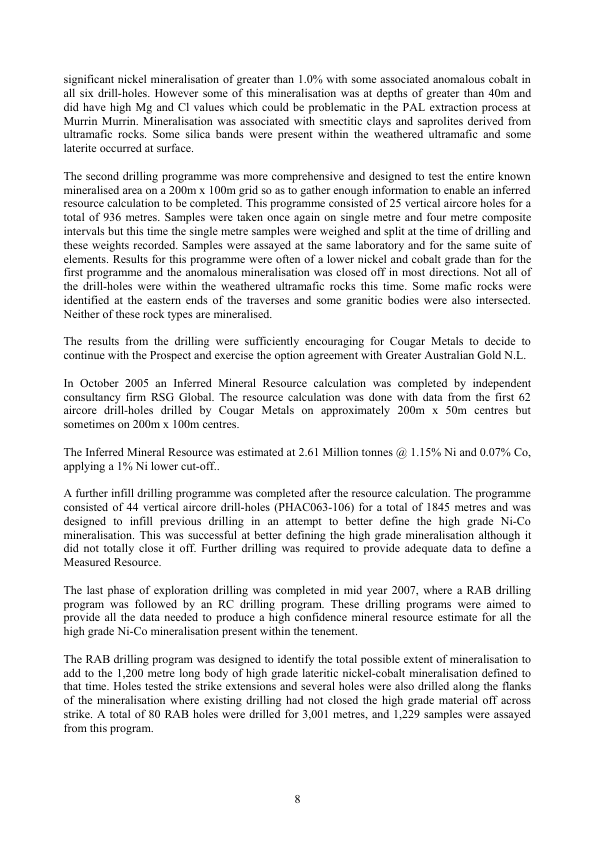 significant nickel mineralisation of greater than 1.0% with some associated anomalous cobalt in
all six drill-holes. However some of this mineralisation was at depths of greater than 40m and
did have high Mg and Cl values which could be problematic in the PAL extraction process at
Murrin Murrin. Mineralisation was associated with smectitic clays and saprolites derived from
ultramafic rocks. Some silica bands were present within the weathered ultramafic and some
laterite occurred at surface.
The second drilling programme was more comprehensive and designed to test the entire known
mineralised area on a 200m x 100m grid so as to gather enough information to enable an inferred
resource calculation to be completed. This programme consisted of 25 vertical aircore holes for a
total of 936 metres. Samples were taken once again on single metre and four metre composite
intervals but this time the single metre samples were weighed and split at the time of drilling and
these weights recorded. Samples were assayed at the same laboratory and for the same suite of
elements. Results for this programme were often of a lower nickel and cobalt grade than for the
first programme and the anomalous mineralisation was closed off in most directions. Not all of
the drill-holes were within the weathered ultramafic rocks this time. Some mafic rocks were
identified at the eastern ends of the traverses and some granitic bodies were also intersected.
Neither of these rock types are mineralised.
The results from the drilling were sufficiently encouraging for Cougar Metals to decide to
continue with the Prospect and exercise the option agreement with Greater Australian Gold N.L.
In October 2005 an Inferred Mineral Resource calculation was completed by independent
consultancy firm RSG Global. The resource calculation was done with data from the first 62
aircore drill-holes drilled by Cougar Metals on approximately 200m x 50m centres but
sometimes on 200m x 100m centres.
The Inferred Mineral Resource was estimated at 2.61 Million tonnes @ 1.15% Ni and 0.07% Co,
applying a 1% Ni lower cut-off..
A further infill drilling programme was completed after the resource calculation. The programme
consisted of 44 vertical aircore drill-holes (PHAC063-106) for a total of 1845 metres and was
designed to infill previous drilling in an attempt to better define the high grade Ni-Co
mineralisation. This was successful at better defining the high grade mineralisation although it
did not totally close it off. Further drilling was required to provide adequate data to define a
Measured Resource.
The last phase of exploration drilling was completed in mid year 2007, where a RAB drilling
program was followed by an RC drilling program. These drilling programs were aimed to
provide all the data needed to produce a high confidence mineral resource estimate for all the
high grade Ni-Co mineralisation present within the tenement.
The RAB drilling program was designed to identify the total possible extent of mineralisation to
add to the 1,200 metre long body of high grade lateritic nickel-cobalt mineralisation defined to
that time. Holes tested the strike extensions and several holes were also drilled along the flanks
of the mineralisation where existing drilling had not closed the high grade material off across
strike. A total of 80 RAB holes were drilled for 3,001 metres, and 1,229 samples were assayed
from this program.
8